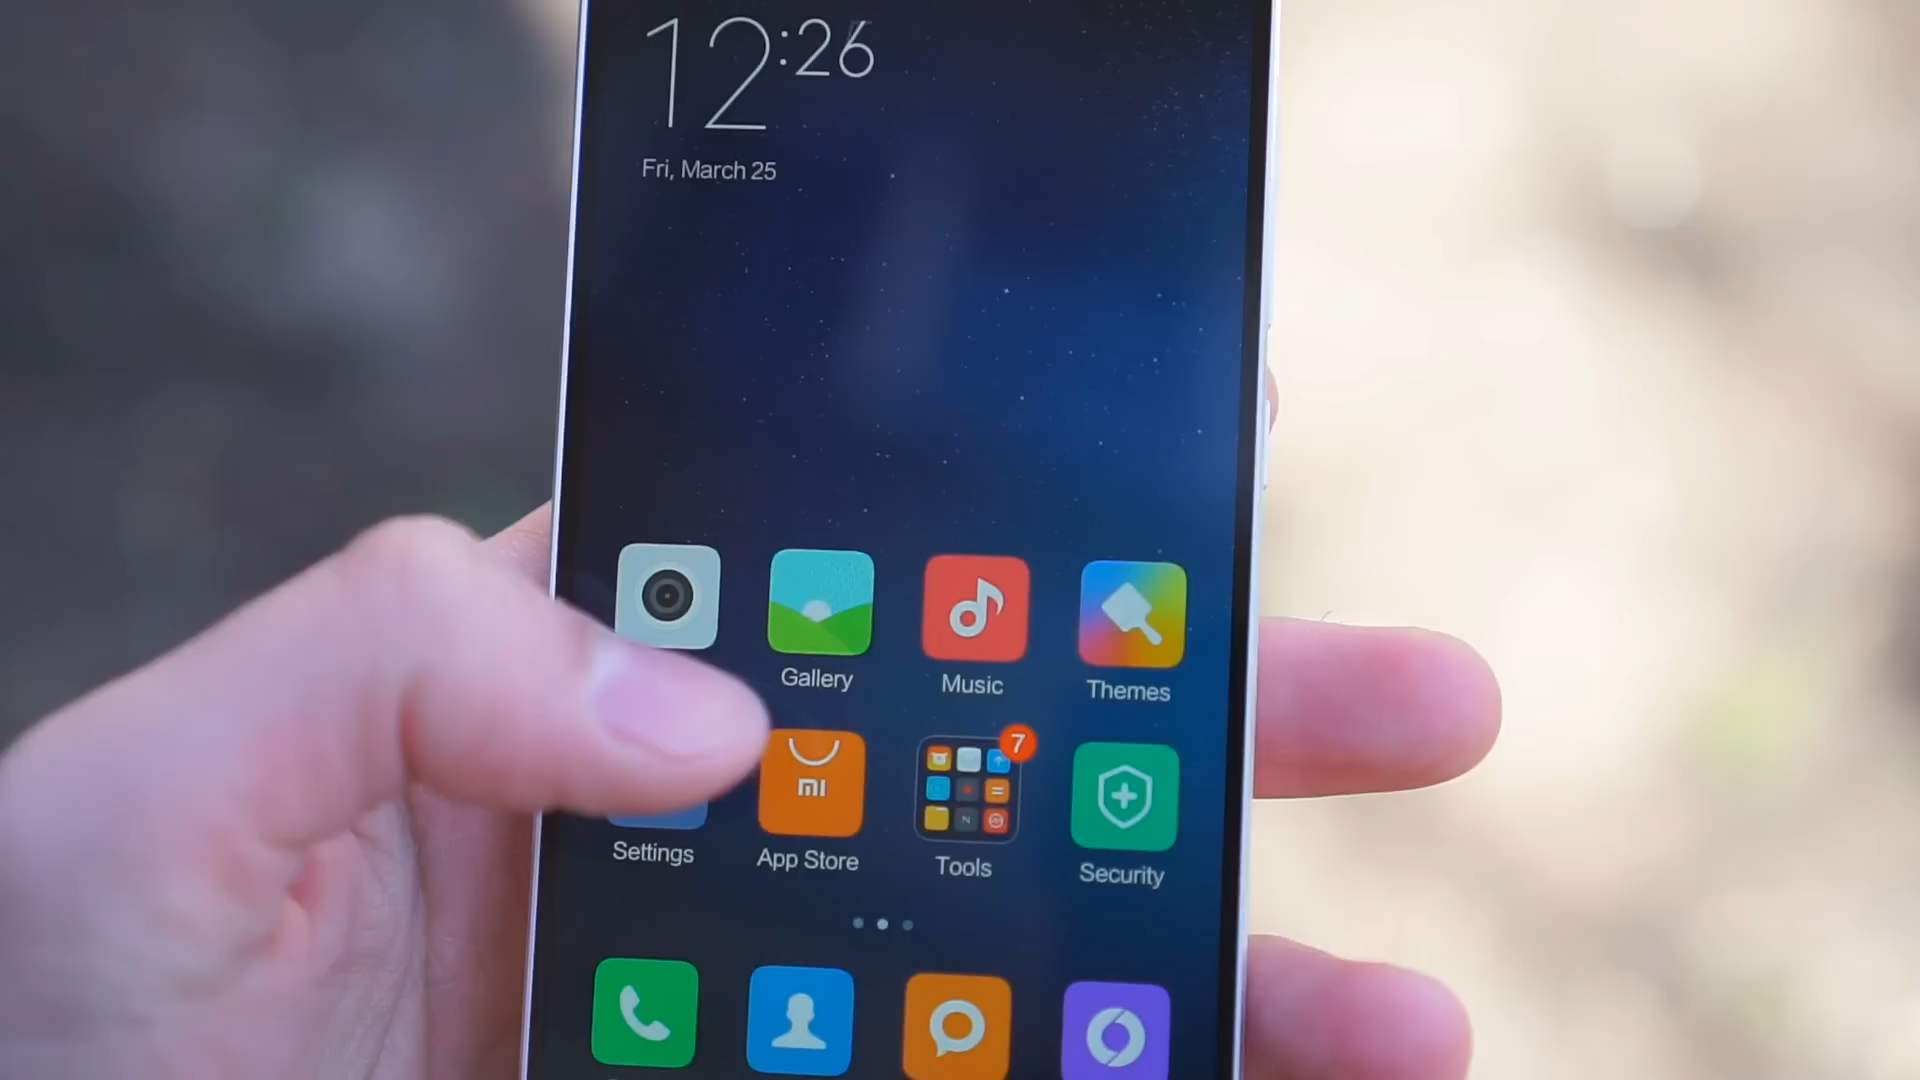 12:26
Fri, March 25
Gallery
Music
Themes
mi
7
N
Settings
App Store
Tools
Security